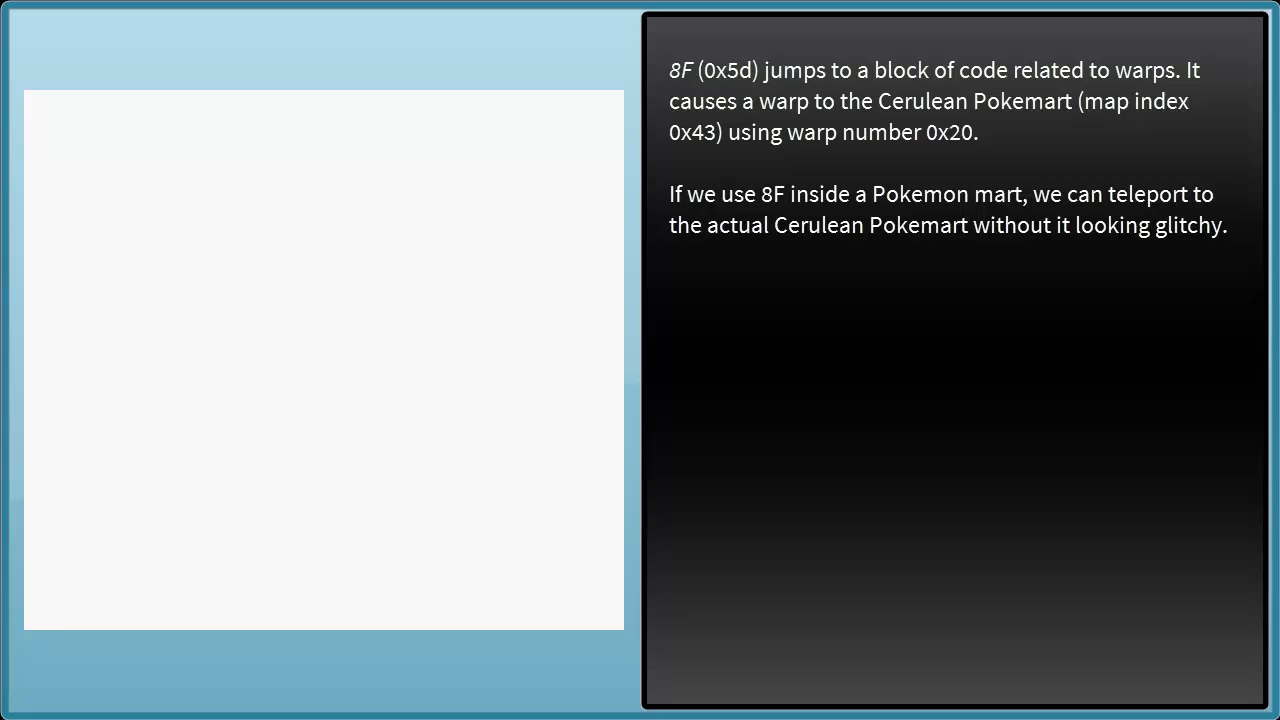 8F (0x5d) jumps to a block of code related to warps. It
causes a warp to the Cerulean Pokemart (map index
0x43) using warp number 0x20.
If we use 8F inside a Pokemon mart, we can teleport to
the actual Cerulean Pokemart without it looking glitchy.